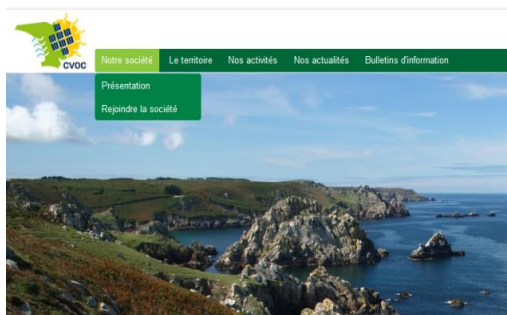 CVOC
Notre société Le territoire Nos activités Nos actualités Bulletins d'information
Présentation
Rejoindre la société